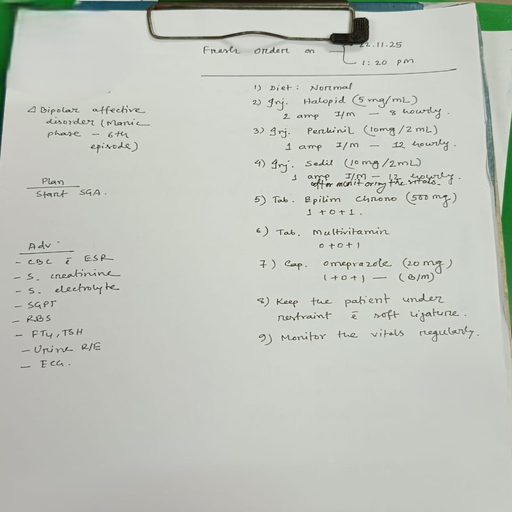 Fresh order on
22.11.25
1:20 pm
Δ Bipolar affective
disorder (Manic
phase - 6th
episode)
Plan
Start SGA.
Adv.
- CBC c̄ ESR
- S. creatinine
- S. electrolyte
- SGPT
- RBS
- FT4, TSH
- Urine R/E
- ECG.
1) Diet: Normal
2) Inj. Halopid (5mg/mL)
2 amp I/M - 8 hourly.
3) Inj. Perkinil (10mg/2mL)
1 amp I/M - 12 hourly.
4) Inj. Sedil (10mg/2mL)
1 amp I/M - 12 hourly.
after monitoring the vitals.
5) Tab. Epilim Chrono (500mg)
1+0+1.
6) Tab. Multivitamin
0+0+1
7) Cap. Omeprazole (20mg)
1+0+1 - (B/M)
8) Keep the patient under
restraint c̄ soft ligature.
9) Monitor the vitals regularly.